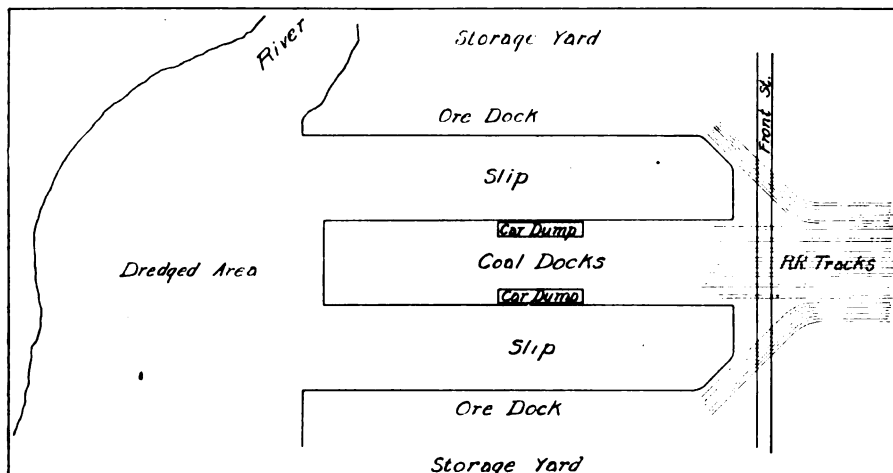 River
Storage Yard
Ore Dock
Front St.
Slip
Car Dump
Dredged Area
Coal Docks
RR Tracks
Car Dump
Slip
Ore Dock
Storage Yard